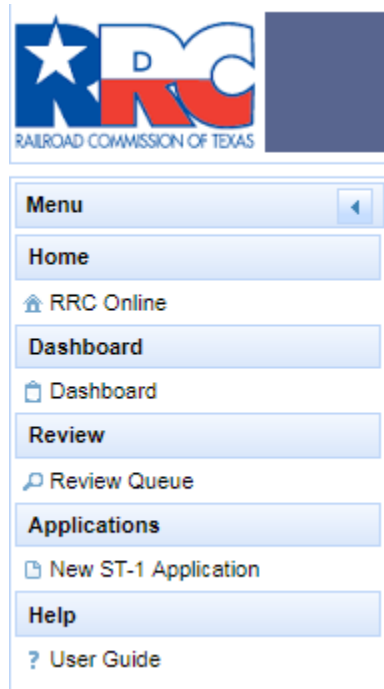 RRC
RAILROAD COMMISSION OF TEXAS
Menu
Home
RRC Online
Dashboard
Dashboard
Review
Review Queue
Applications
New ST-1 Application
Help
? User Guide